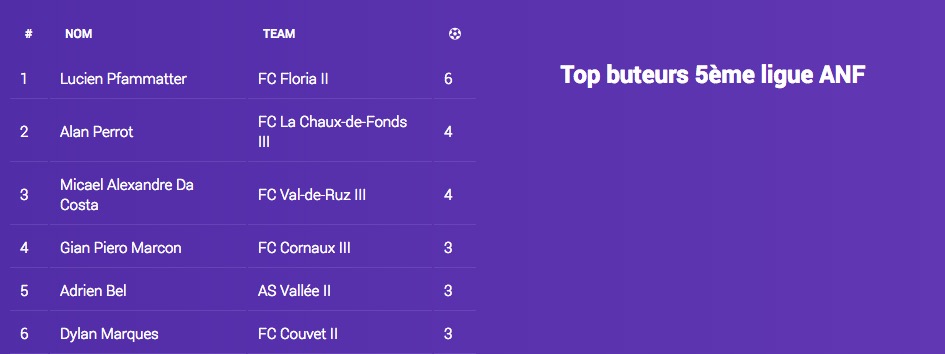 # NOM TEAM ⚽
1 Lucien Pfammatter FC Floria II 6
2 Alan Perrot FC La Chaux-de-Fonds
III 4
3 Micael Alexandre Da
Costa FC Val-de-Ruz III 4
4 Gian Piero Marcon FC Cornaux III 3
5 Adrien Bel AS Vallée II 3
6 Dylan Marques FC Couvet II 3
Top buteurs 5ème ligue ANF